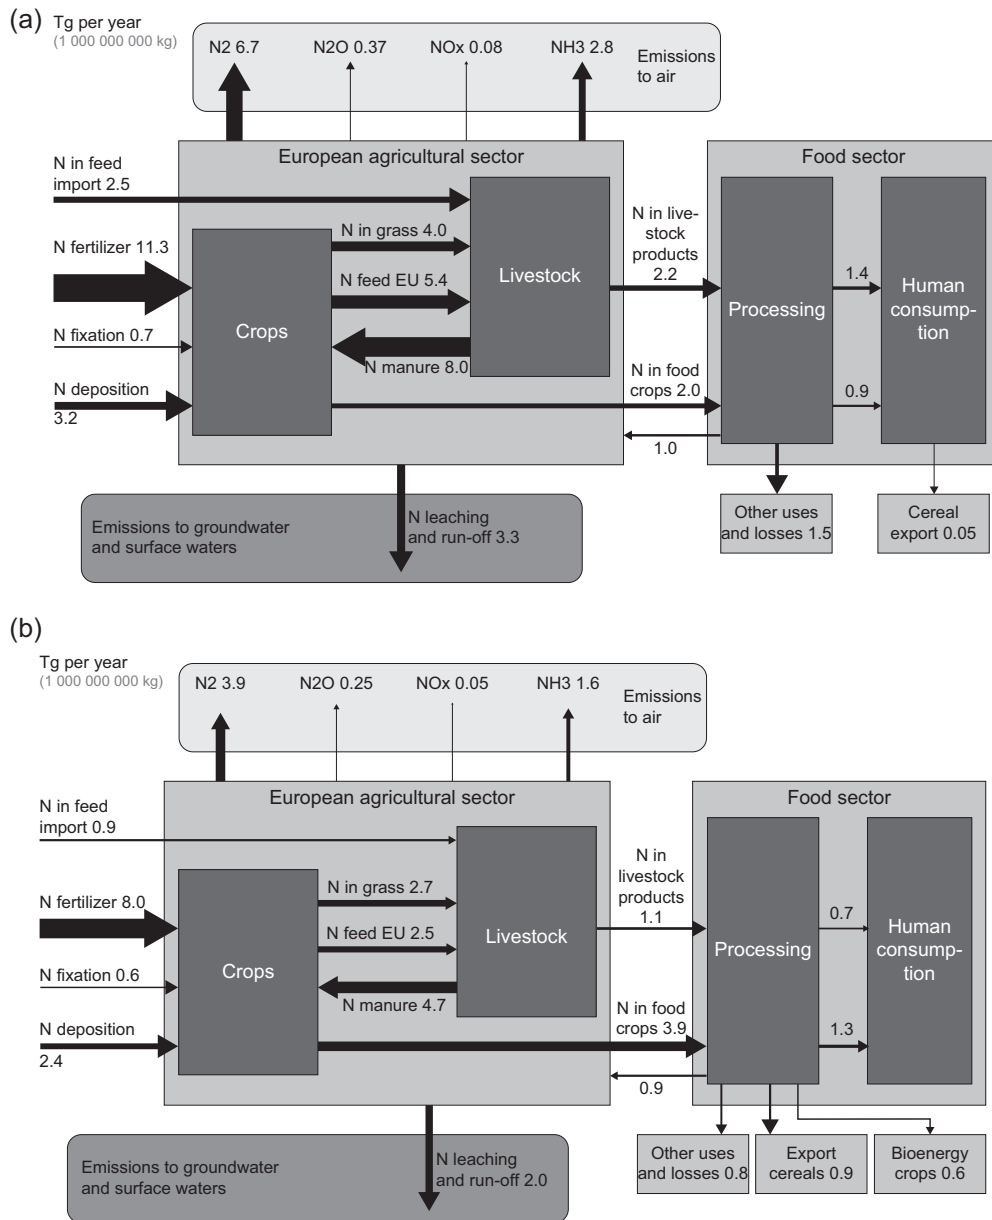 (a)
Tg per year
(1 000 000 000 kg)
N2 6.7
N2O 0.37
NOx 0.08
NH3 2.8
Emissions
to air
European agricultural sector
Food sector
N in feed
import 2.5
N fertilizer 11.3
N fixation 0.7
N deposition
3.2
Crops
N in grass 4.0
N feed EU 5.4
N manure 8.0
Livestock
N in live-
stock
products
2.2
N in food
crops 2.0
1.0
Processing
1.4
0.9
Human
consump-
tion
Other uses
and losses 1.5
Cereal
export 0.05
Emissions to groundwater
and surface waters
N leaching
and run-off 3.3
(b)
Tg per year
(1 000 000 000 kg)
N2 3.9
N2O 0.25
NOx 0.05
NH3 1.6
Emissions
to air
European agricultural sector
Food sector
N in feed
import 0.9
N fertilizer 8.0
N fixation 0.6
N deposition
2.4
Crops
N in grass 2.7
N feed EU 2.5
N manure 4.7
Livestock
N in
livestock
products
1.1
N in food
crops 3.9
0.9
Processing
0.7
1.3
Human
consump-
tion
Other uses
and losses 0.8
Export
cereals 0.9
Bioenergy
crops 0.6
Emissions to groundwater
and surface waters
N leaching
and run-off 2.0